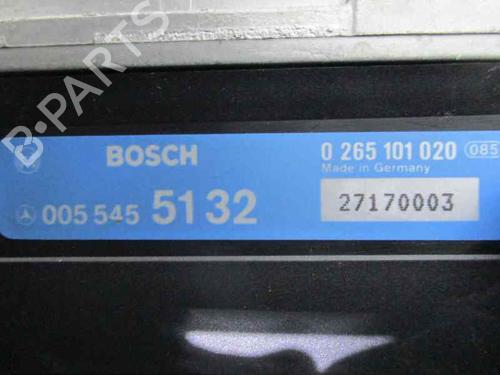 B-PARTS
BOSCH 0 265 101 020 085
Made in Germany
005 545 51 32 27170003